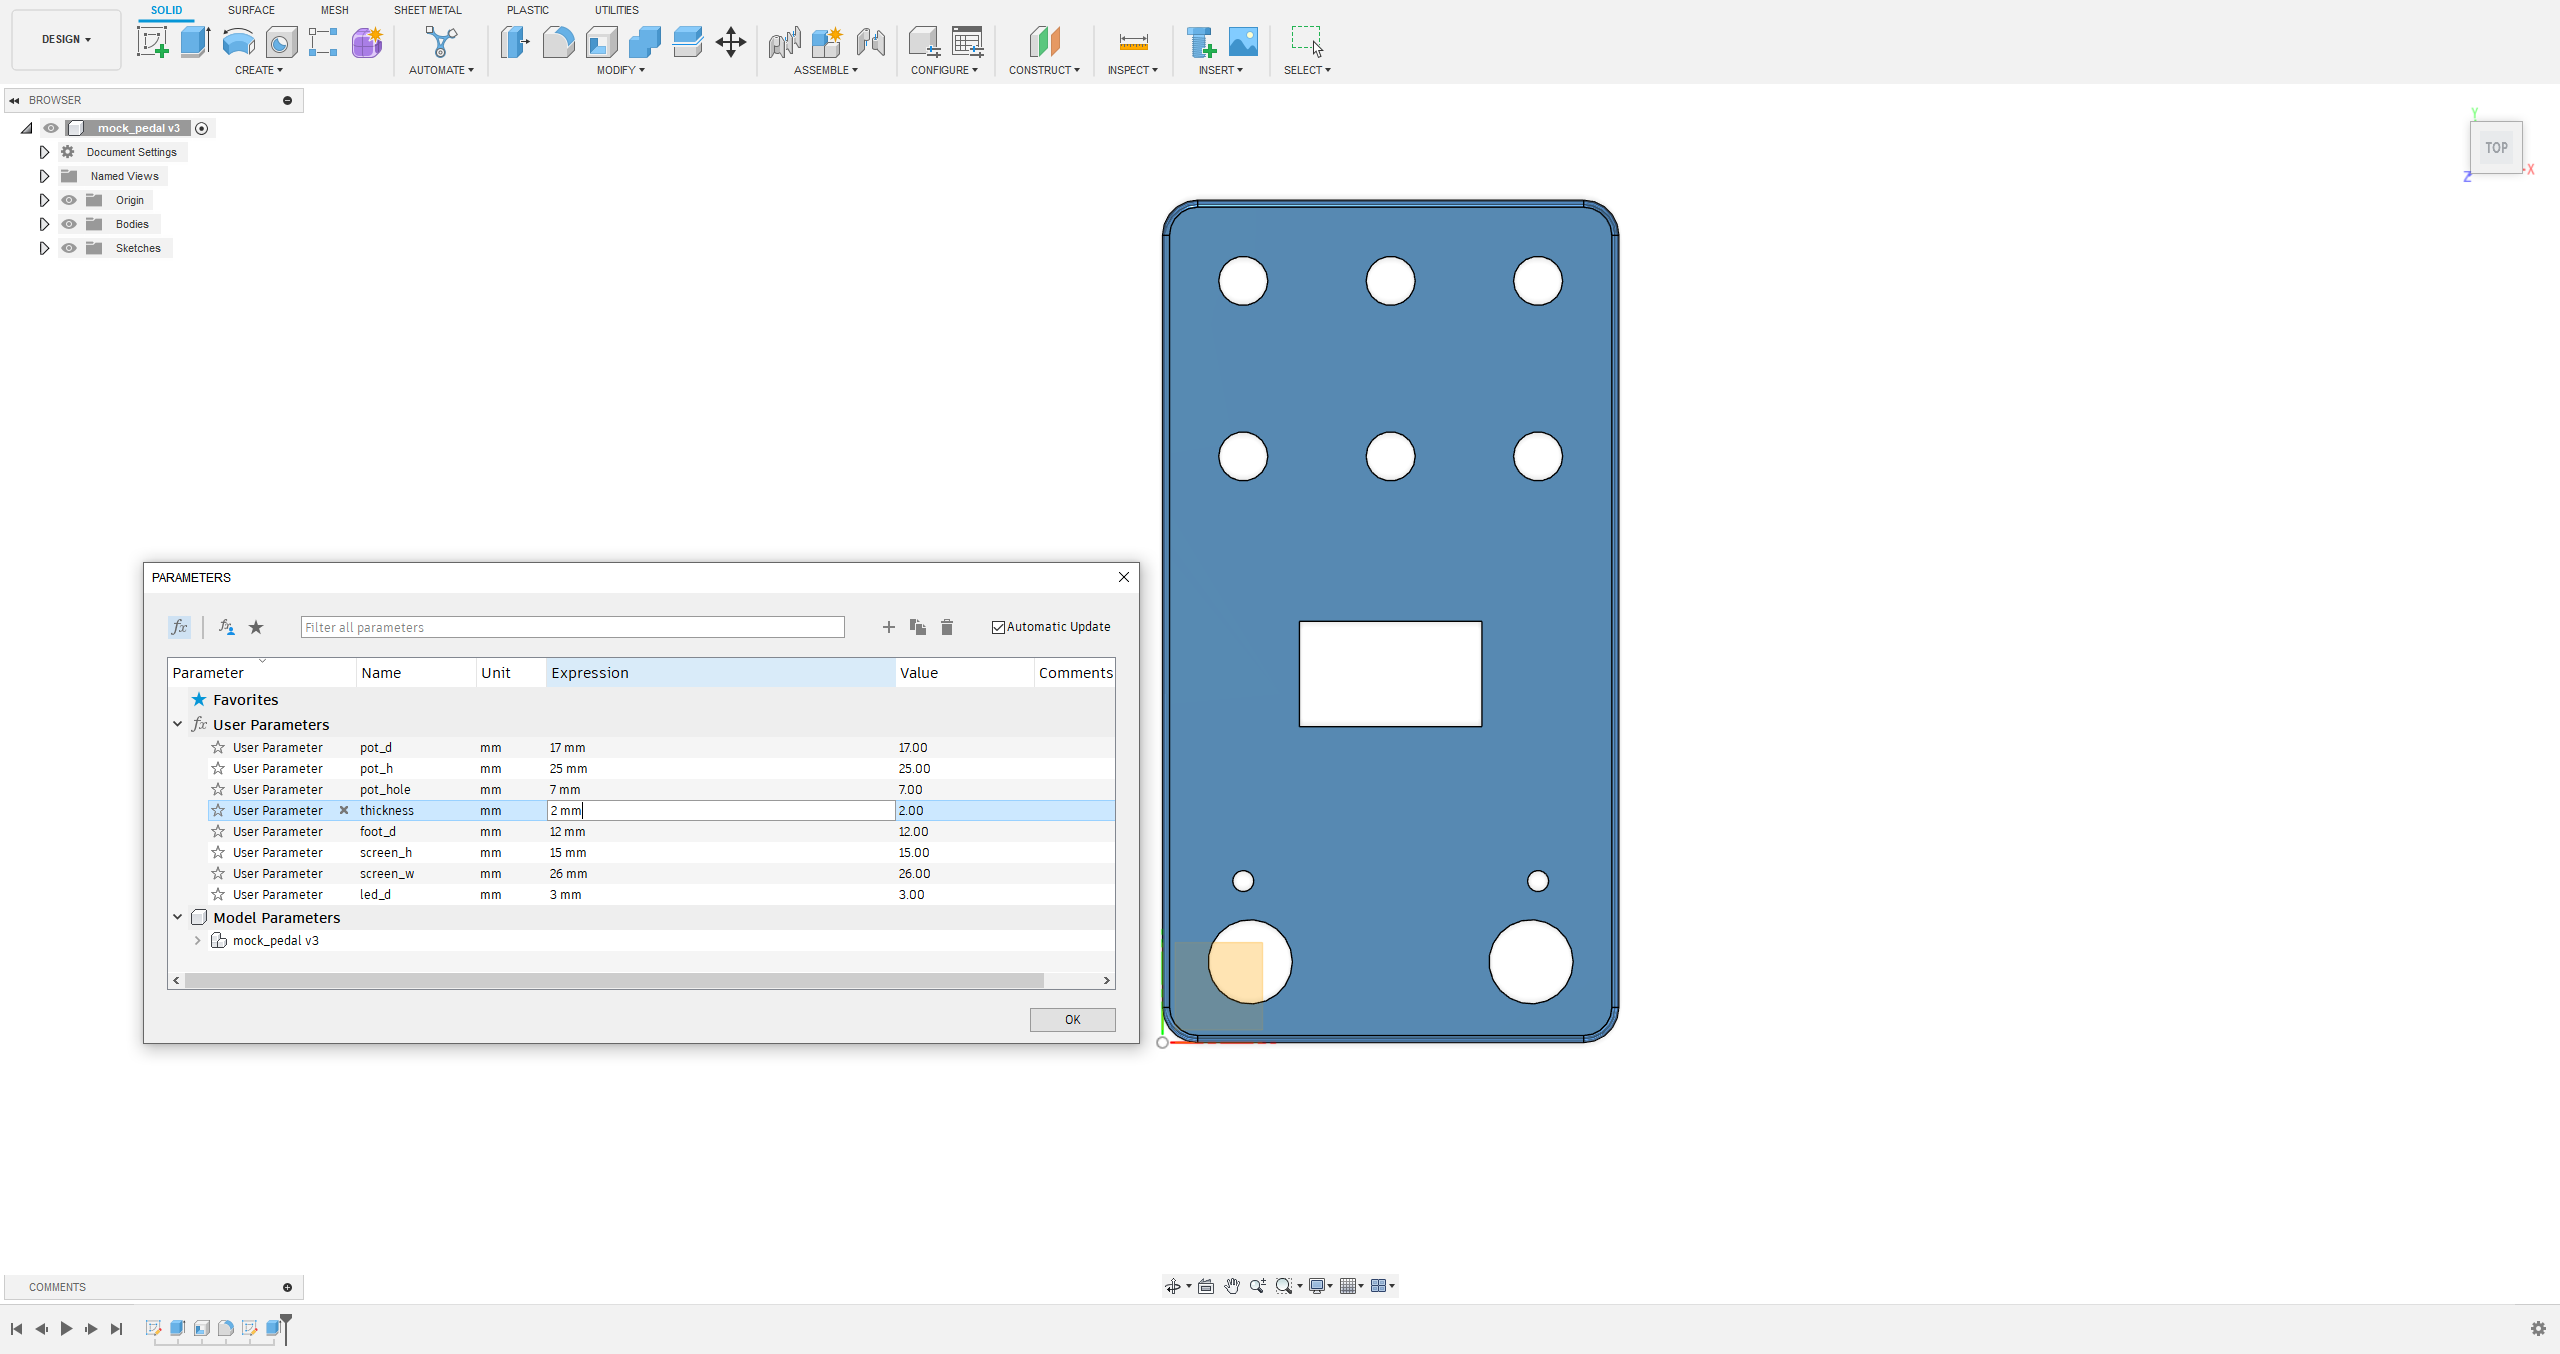 SOLID SURFACE MESH SHEET METAL PLASTIC UTILITIES
DESIGN
CREATE AUTOMATE MODIFY ASSEMBLE CONFIGURE CONSTRUCT INSPECT INSERT SELECT
BROWSER
mock_pedal v3
Document Settings
Named Views
Origin
Bodies
Sketches
Y
TOP
X
Z
PARAMETERS
fx Filter all parameters Automatic Update
Parameter Name Unit Expression Value Comments
Favorites
fx User Parameters
User Parameter pot_d mm 17 mm 17.00
User Parameter pot_h mm 25 mm 25.00
User Parameter pot_hole mm 7 mm 7.00
User Parameter thickness mm 2 mm 2.00
User Parameter foot_d mm 12 mm 12.00
User Parameter screen_h mm 15 mm 15.00
User Parameter screen_w mm 26 mm 26.00
User Parameter led_d mm 3 mm 3.00
Model Parameters
mock_pedal v3
OK
COMMENTS